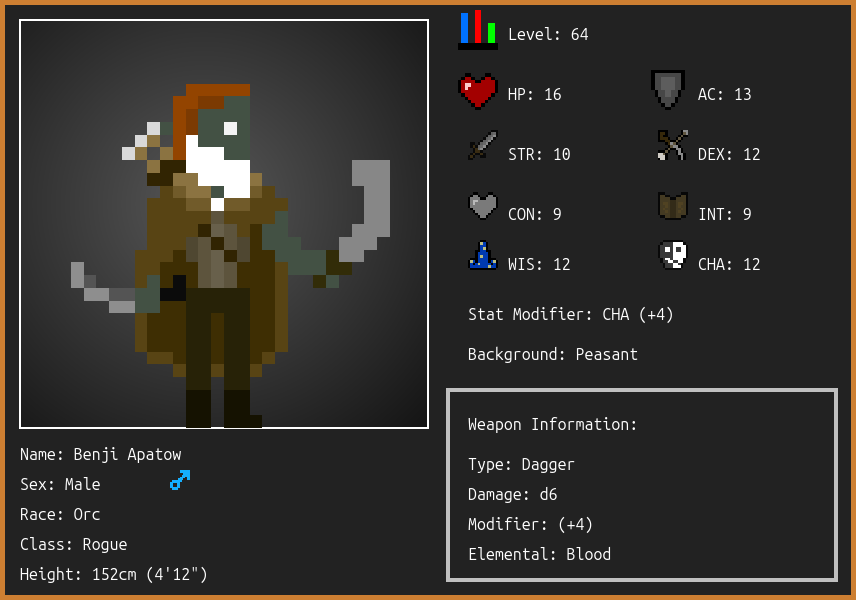 Level: 64
HP: 16
AC: 13
STR: 10
DEX: 12
CON: 9
INT: 9
WIS: 12
CHA: 12
Stat Modifier: CHA (+4)
Background: Peasant
Weapon Information:
Type: Dagger
Damage: d6
Modifier: (+4)
Elemental: Blood
Name: Benji Apatow
Sex: Male
Race: Orc
Class: Rogue
Height: 152cm (4'12")